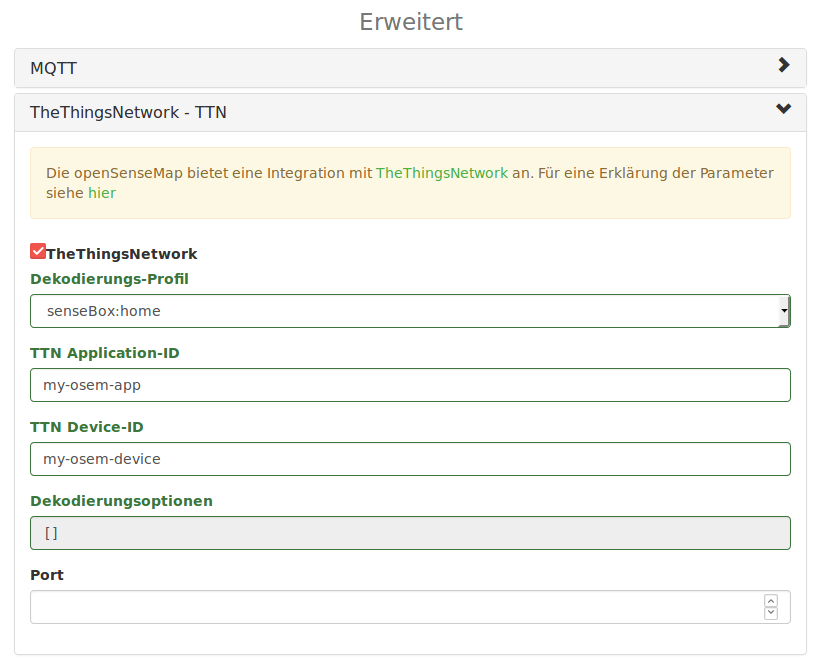 Erweitert
MQTT
TheThingsNetwork - TTN
Die openSenseMap bietet eine Integration mit TheThingsNetwork an. Für eine Erklärung der Parameter
siehe hier
TheThingsNetwork
Dekodierungs-Profil
senseBox:home
TTN Application-ID
my-osem-app
TTN Device-ID
my-osem-device
Dekodierungsoptionen
[]
Port